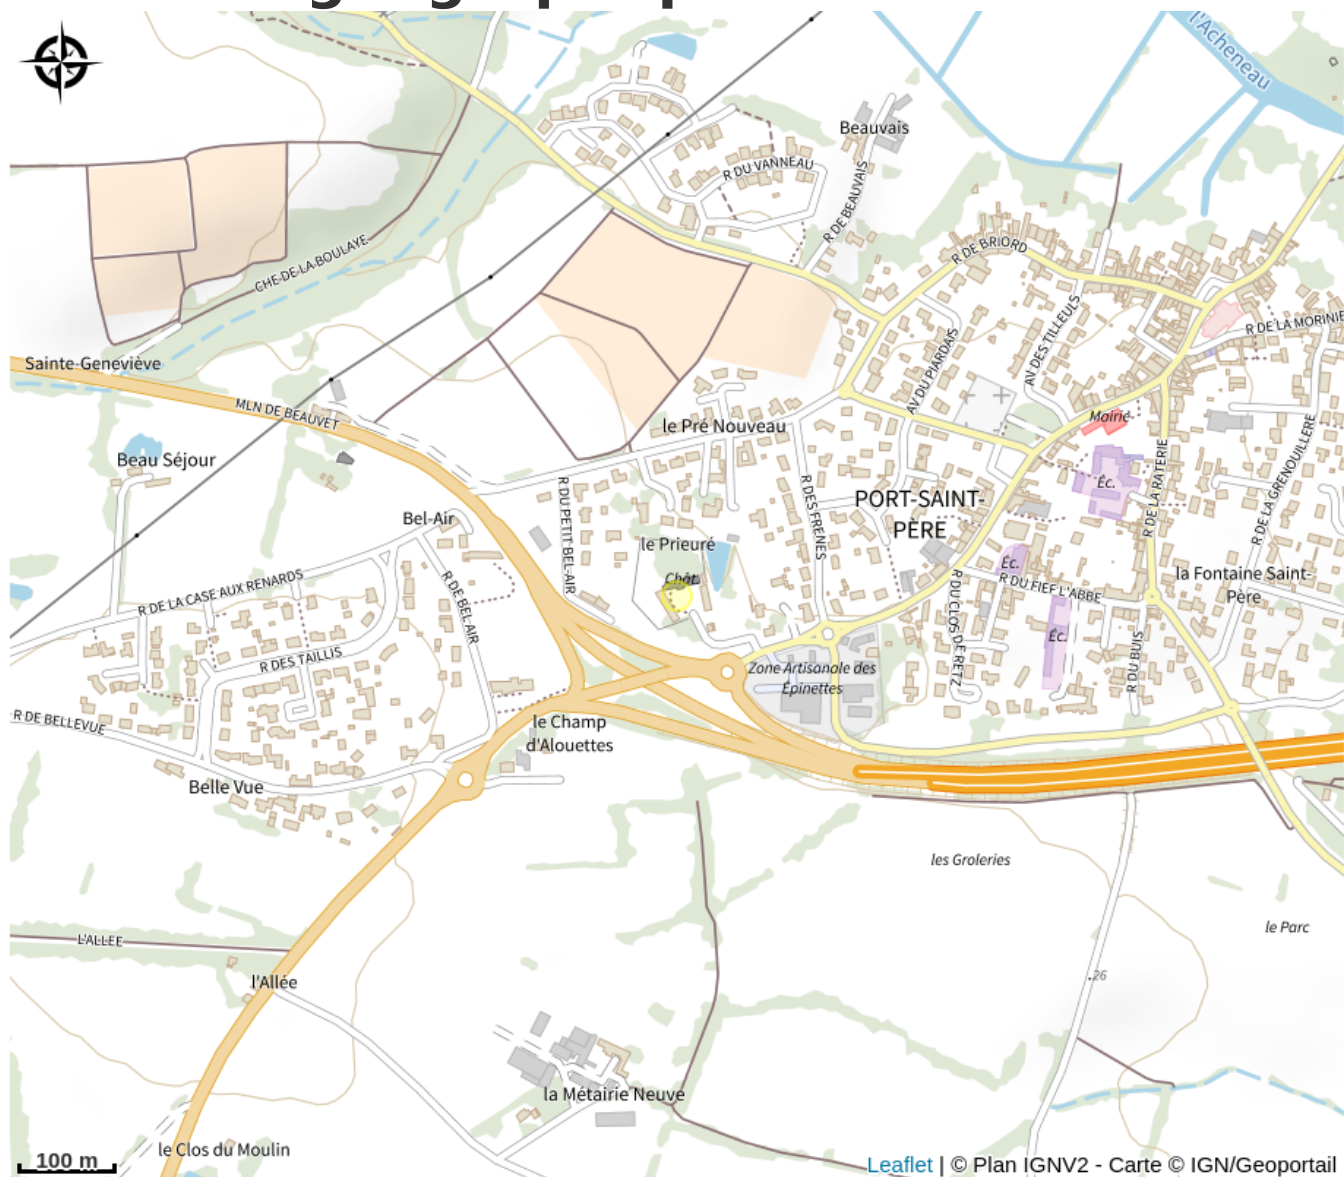 l'Acheneau
Beauvais
R DU VANNEAU
R DE BEAUVAIS
R DE BRIORD
CHE DE LA BOULAYE
AV DES TILLEULS
R DE LA MORINIE
Sainte-Geneviève
AV DU PIARDAIS
MLN DE BEAUVET
Mairie
le Pré Nouveau
Beau Séjour
R DE LA RATERIE
R DE LA GRENOUILLERE
Éc.
R DU PETIT BEL-AIR
R DES FRENES
PORT-SAINT-
PÈRE
Bel-Air
le Prieuré
Éc.
Chât.
R DE LA CASE AUX RENARDS
R DE BEL AIR
R DU CLOS DE RETZ
R DU FIEF L'ABBE
la Fontaine Saint-
Père
Éc.
R DES TAILLIS
R DU BUIS
Zone Artisanale des
Épinettes
R DE BELLEVUE
le Champ
d'Alouettes
Belle Vue
les Groleries
le Parc
L'ALLEE
l'Allée
26
la Métairie Neuve
le Clos du Moulin
100 m
Leaflet | © Plan IGNV2 - Carte © IGN/Geoportail